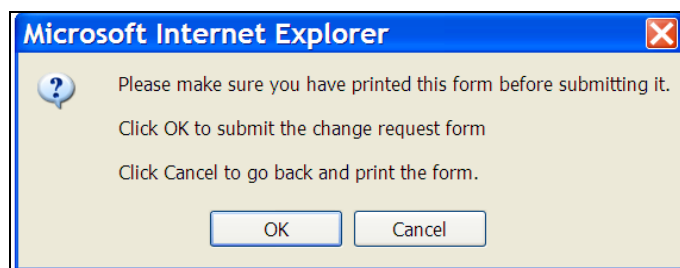 Microsoft Internet Explorer
Please make sure you have printed this form before submitting it.
Click OK to submit the change request form
Click Cancel to go back and print the form.
OK Cancel